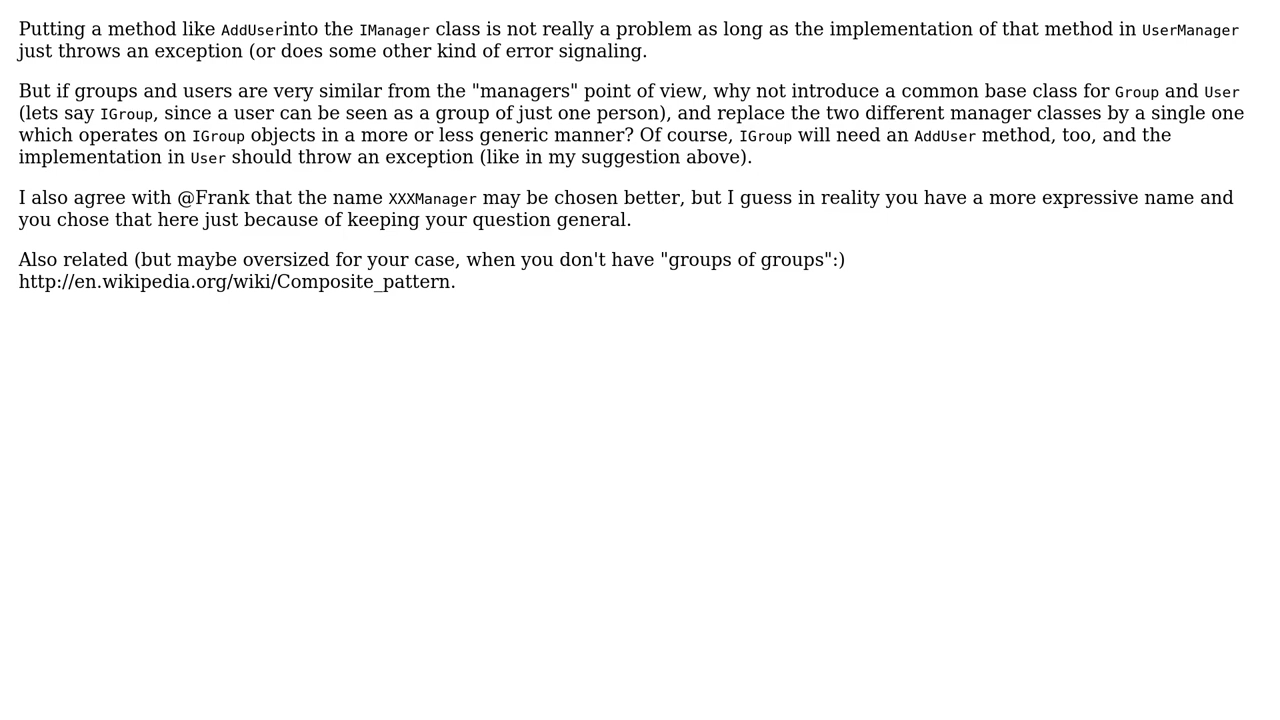 Putting a method like AddUserinto the IManager class is not really a problem as long as the implementation of that method in UserManager
just throws an exception (or does some other kind of error signaling.
But if groups and users are very similar from the "managers" point of view, why not introduce a common base class for Group and User
(lets say IGroup, since a user can be seen as a group of just one person), and replace the two different manager classes by a single one
which operates on IGroup objects in a more or less generic manner? Of course, IGroup will need an AddUser method, too, and the
implementation in User should throw an exception (like in my suggestion above).
I also agree with @Frank that the name XXXManager may be chosen better, but I guess in reality you have a more expressive name and
you chose that here just because of keeping your question general.
Also related (but maybe oversized for your case, when you don't have "groups of groups":)
http://en.wikipedia.org/wiki/Composite_pattern.